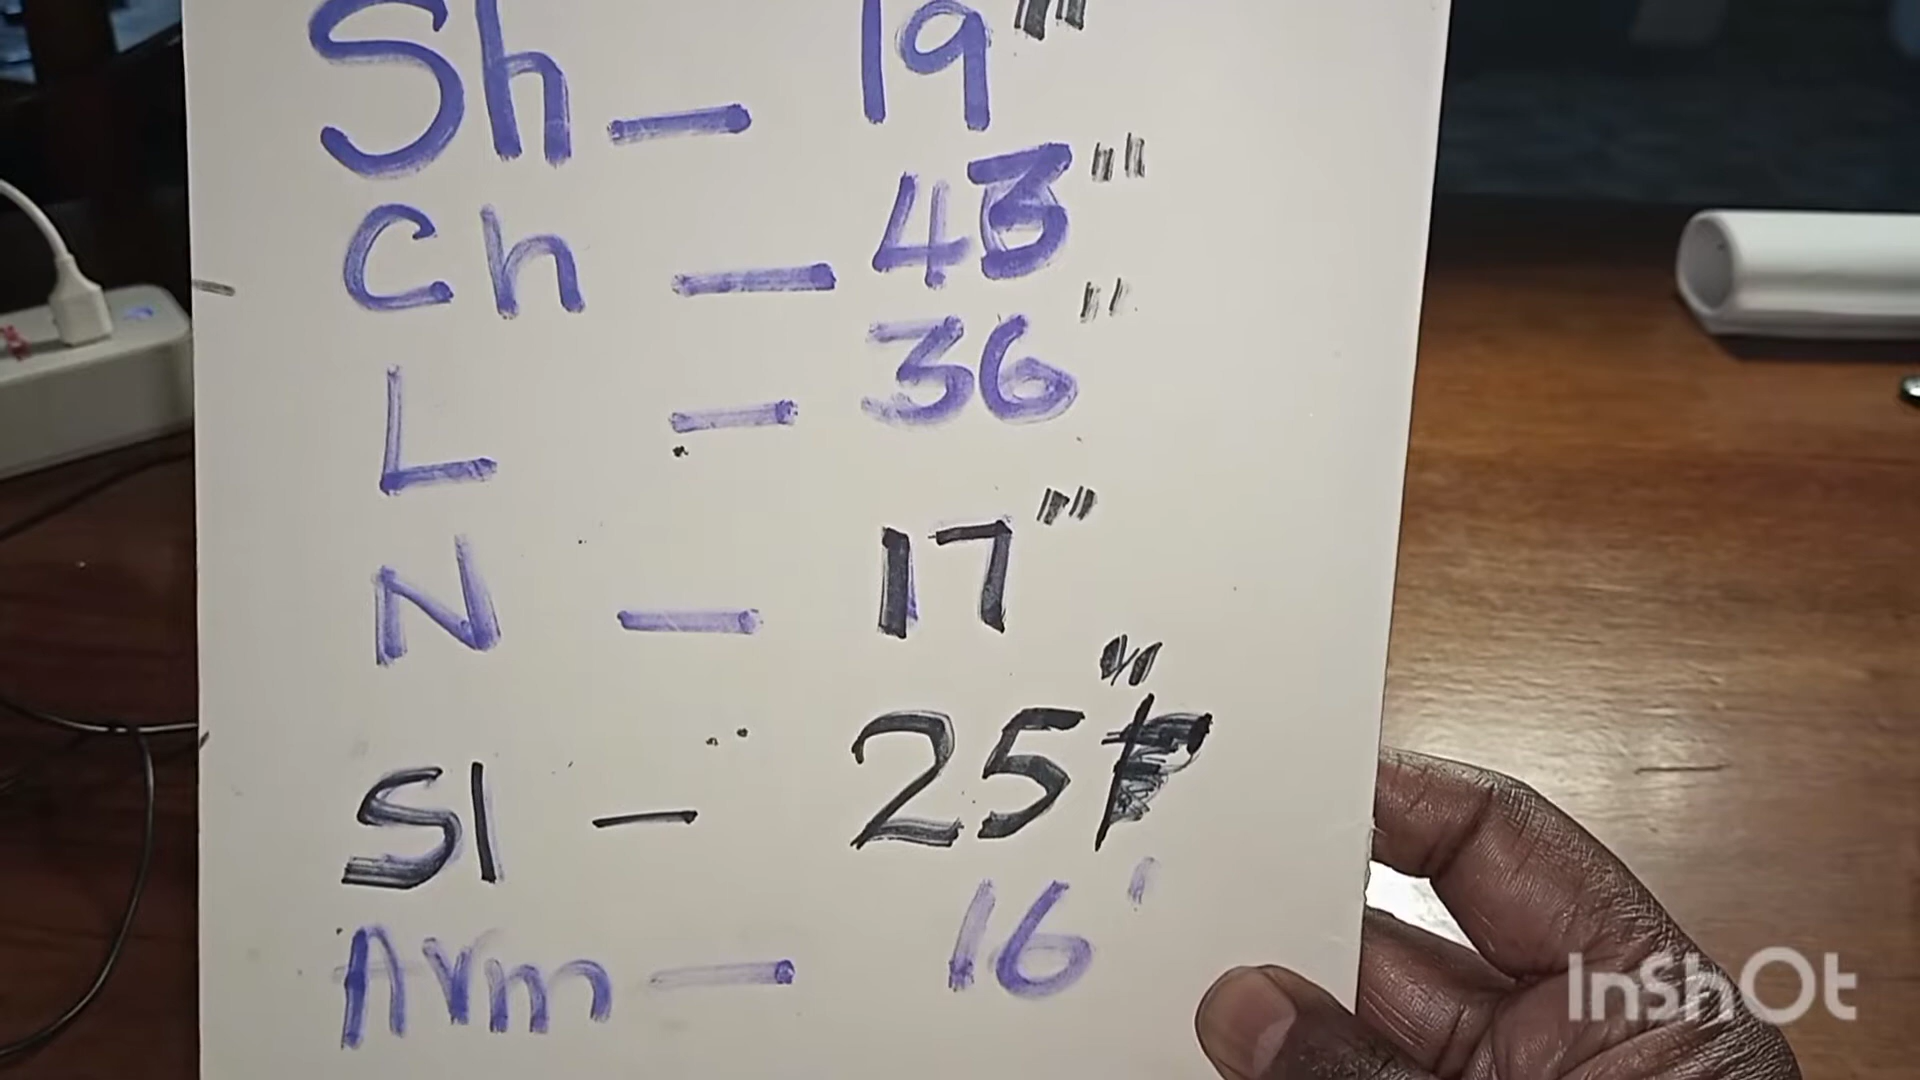 Sh — 19"
Ch — 43"
L — 36"
N — 17"
Sl — 25"
Arm — 16'
InShOt